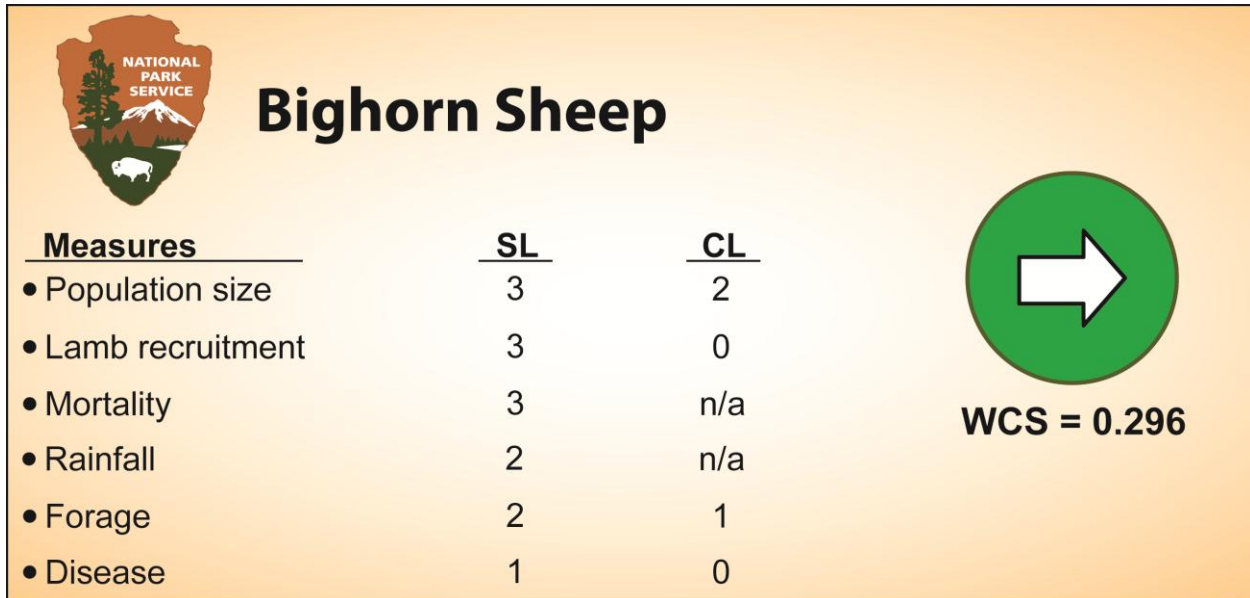 NATIONAL
PARK
SERVICE
Bighorn Sheep
Measures SL CL
• Population size 3 2
• Lamb recruitment 3 0
• Mortality 3 n/a
• Rainfall 2 n/a
• Forage 2 1
• Disease 1 0
WCS = 0.296